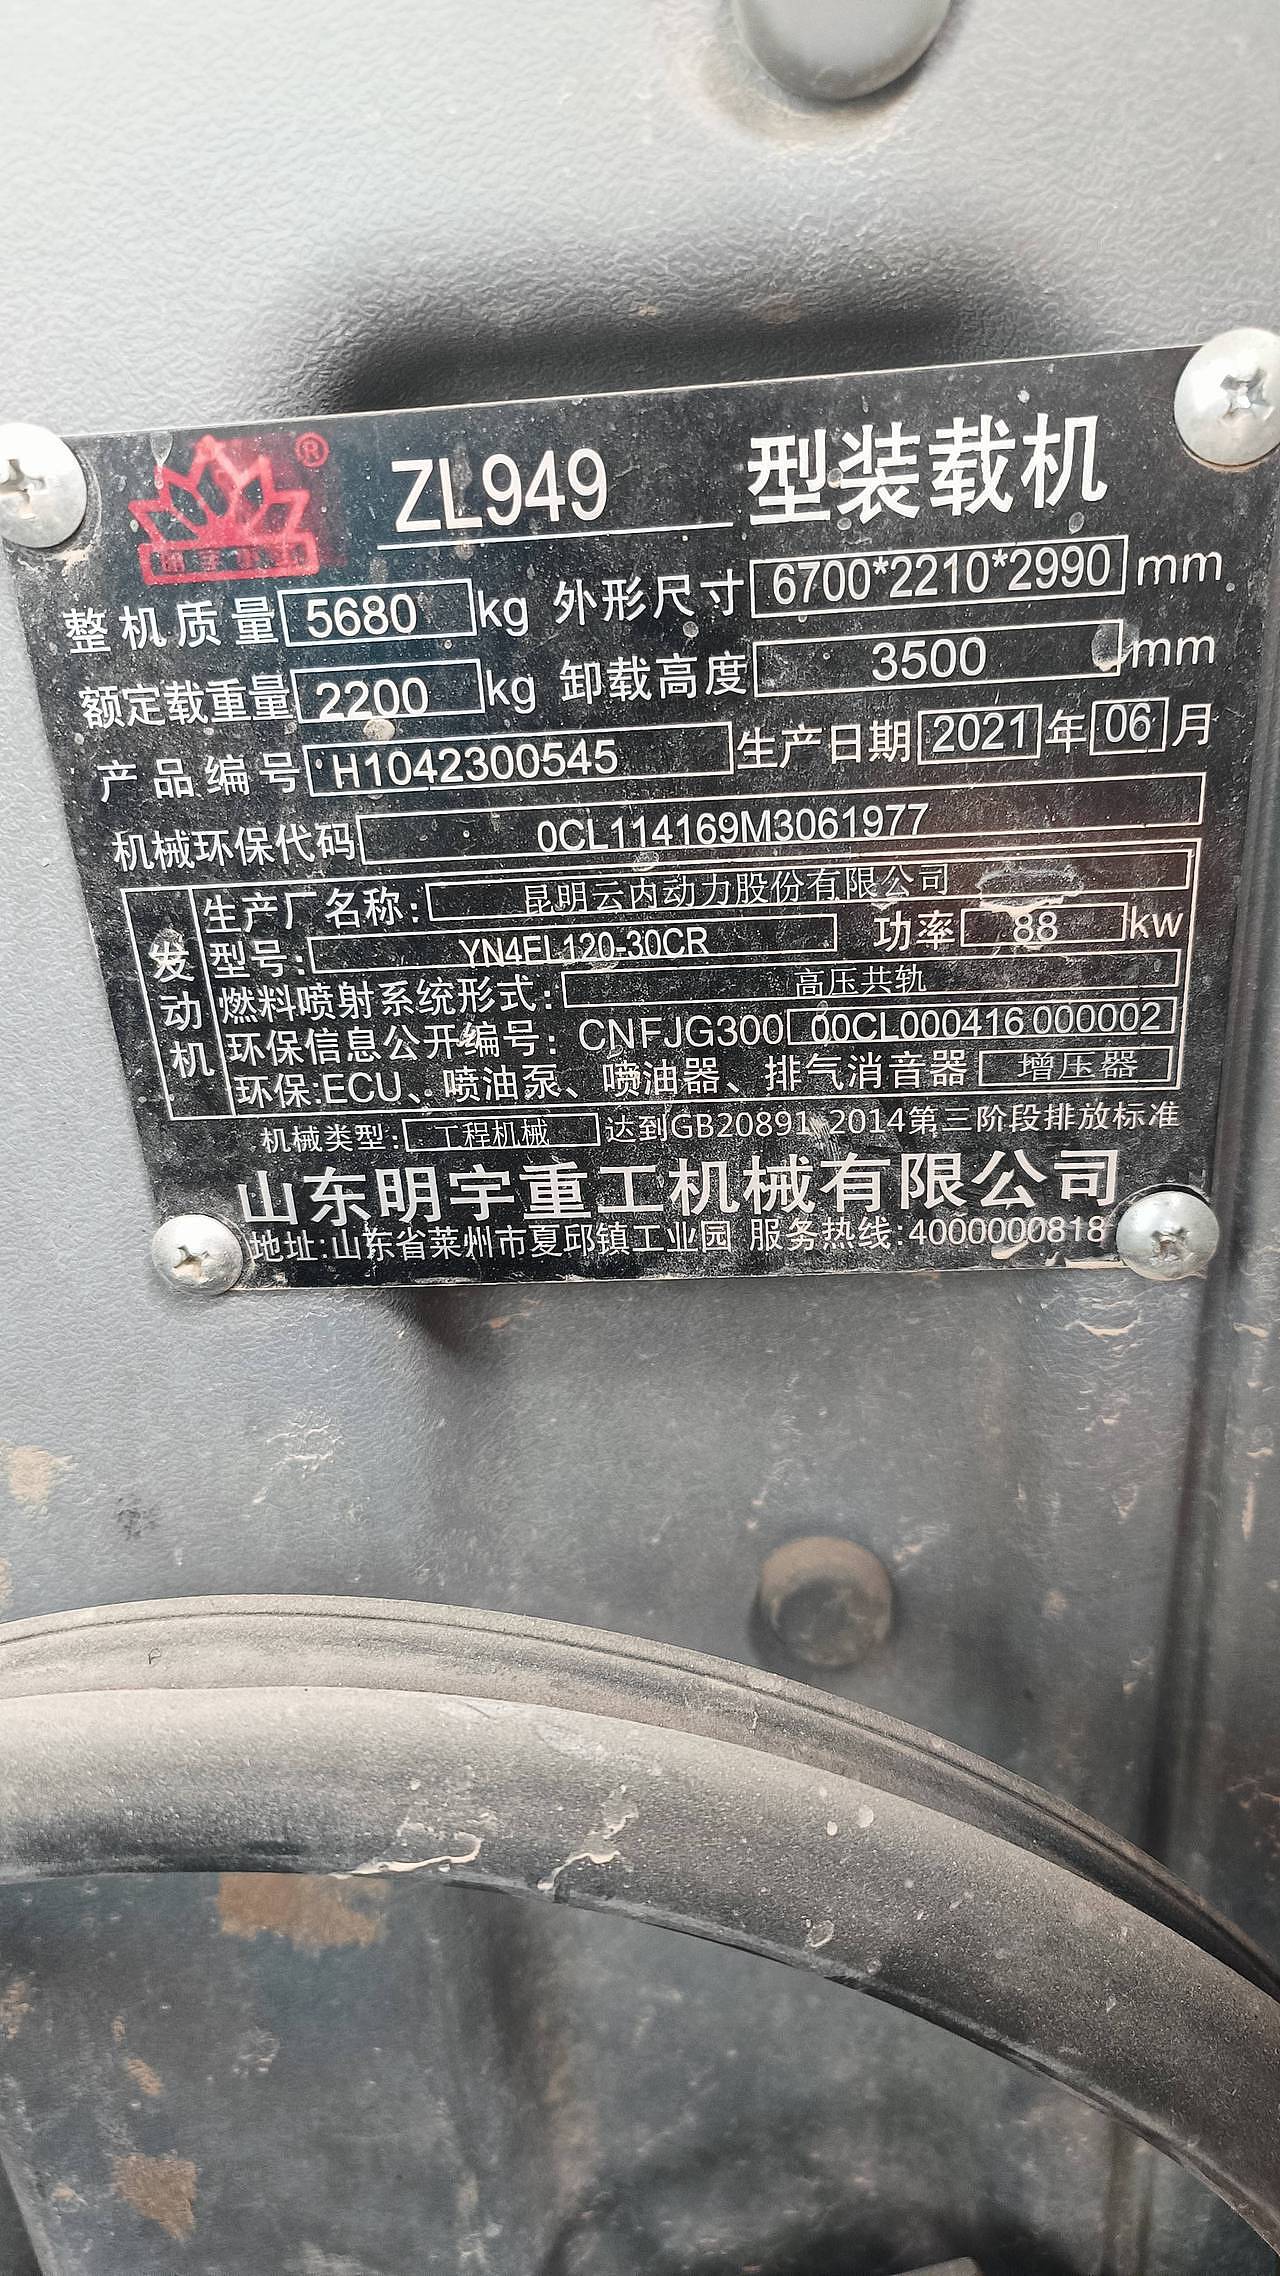 ® ZL949 型装载机
整机质量 5680 kg 外形尺寸 6700*2210*2990 mm
额定载重量 2200 kg 卸载高度 3500 mm
产品编号 H1042300545 生产日期 2021 年 06 月
机械环保代码 0CL114169M3061977
发动机
生产厂名称: 昆明云内动力股份有限公司
型号: YN4EL120-30CR 功率 88 kw
燃料喷射系统形式: 高压共轨
环保信息公开编号: CNFJG300 00CL000416 000002
环保:ECU、喷油泵、喷油器、排气消音器 增压器
机械类型: 工程机械 达到GB20891-2014第三阶段排放标准
山东明宇重工机械有限公司
地址:山东省莱州市夏邱镇工业园 服务热线:4000000818